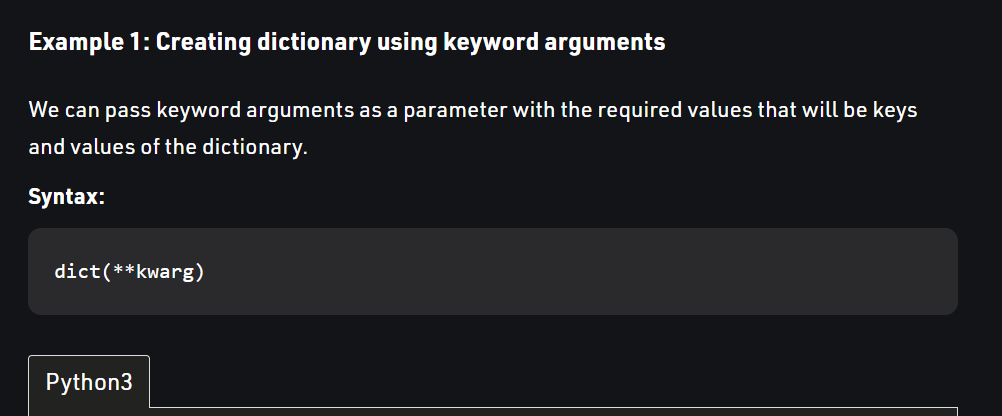 Example 1: Creating dictionary using keyword arguments
We can pass keyword arguments as a parameter with the required values that will be keys
and values of the dictionary.
Syntax:
dict(**kwarg)
Python3